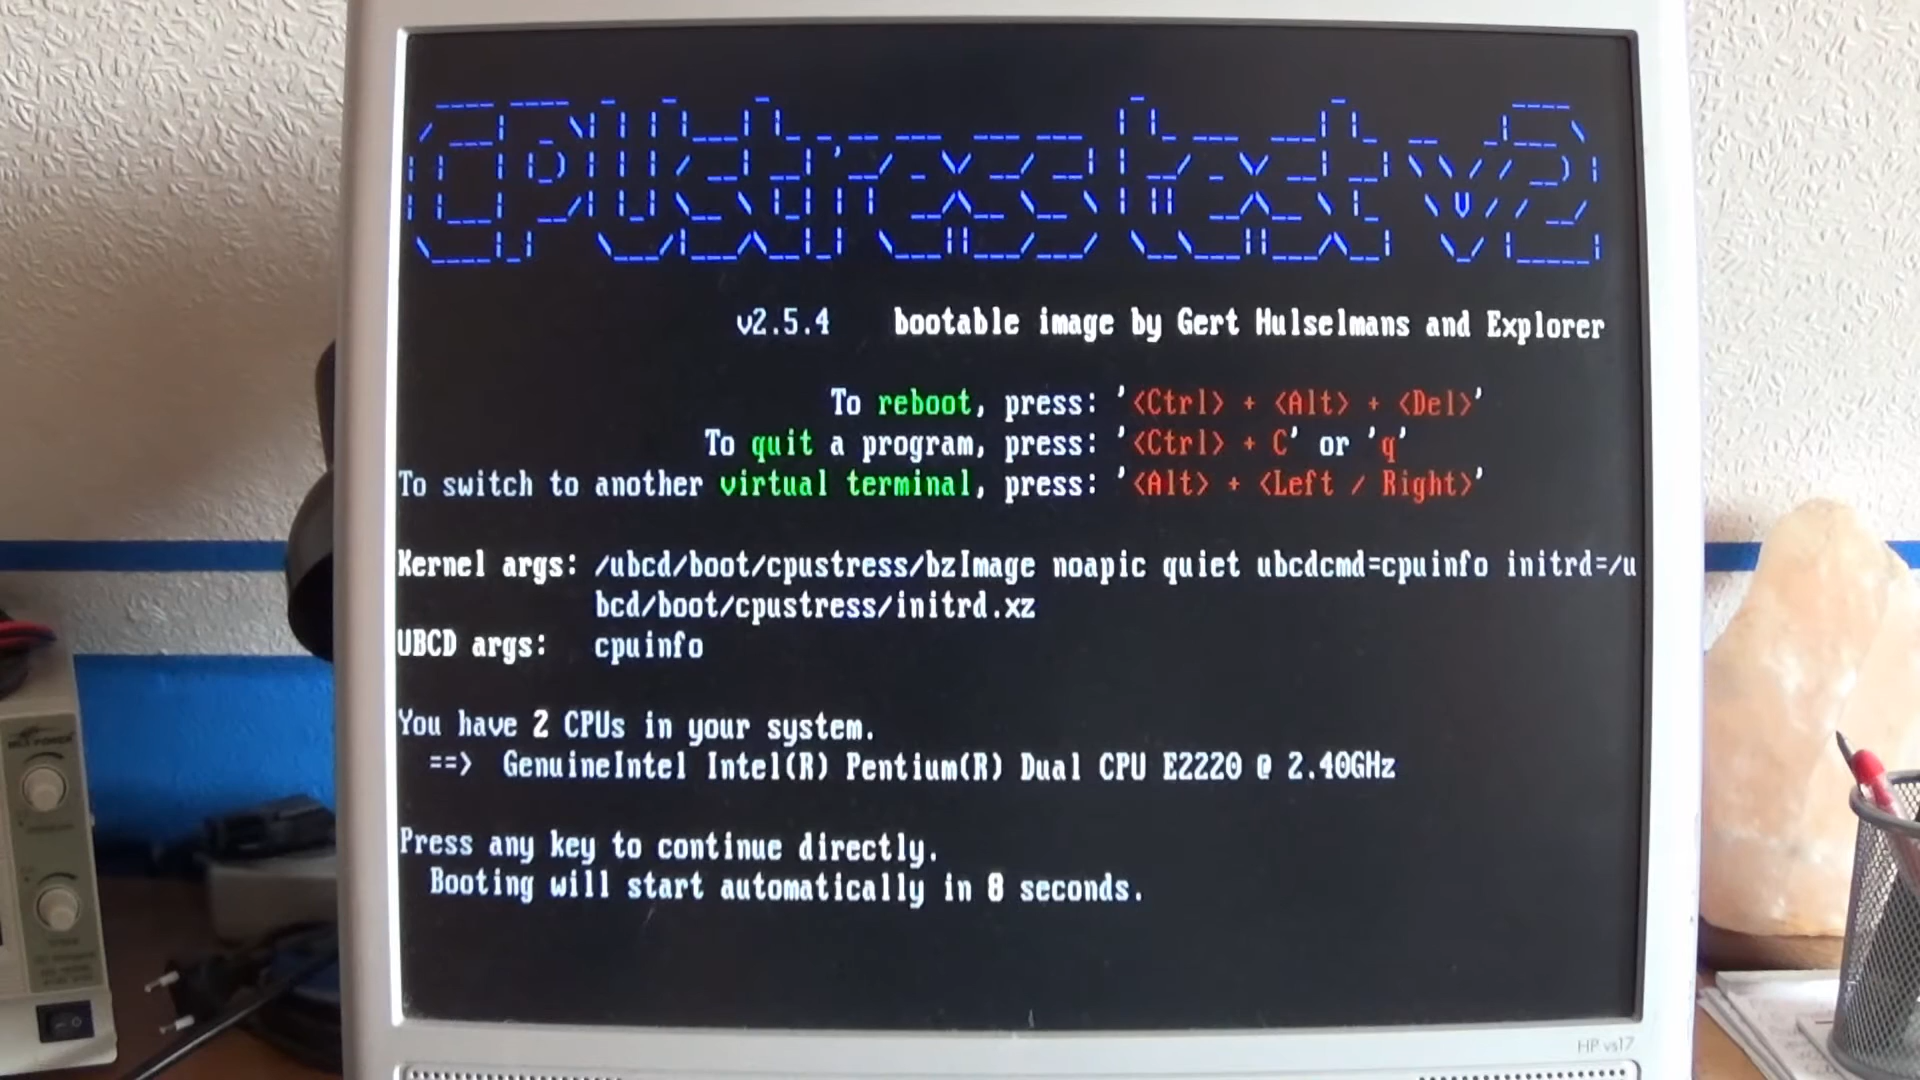 CPUstress test v2
v2.5.4 bootable image by Gert Hulselmans and Explorer
To reboot, press: '<Ctrl> + <Alt> + <Del>'
To quit a program, press: '<Ctrl> + C' or 'q'
To switch to another virtual terminal, press: '<Alt> + <Left / Right>'
Kernel args: /ubcd/boot/cpustress/bzImage noapic quiet ubcdcmd=cpuinfo initrd=/u
bcd/boot/cpustress/initrd.xz
UBCD args: cpuinfo
You have 2 CPUs in your system.
==> GenuineIntel Intel(R) Pentium(R) Dual CPU E2220 @ 2.40GHz
Press any key to continue directly.
Booting will start automatically in 8 seconds.
HP vs17